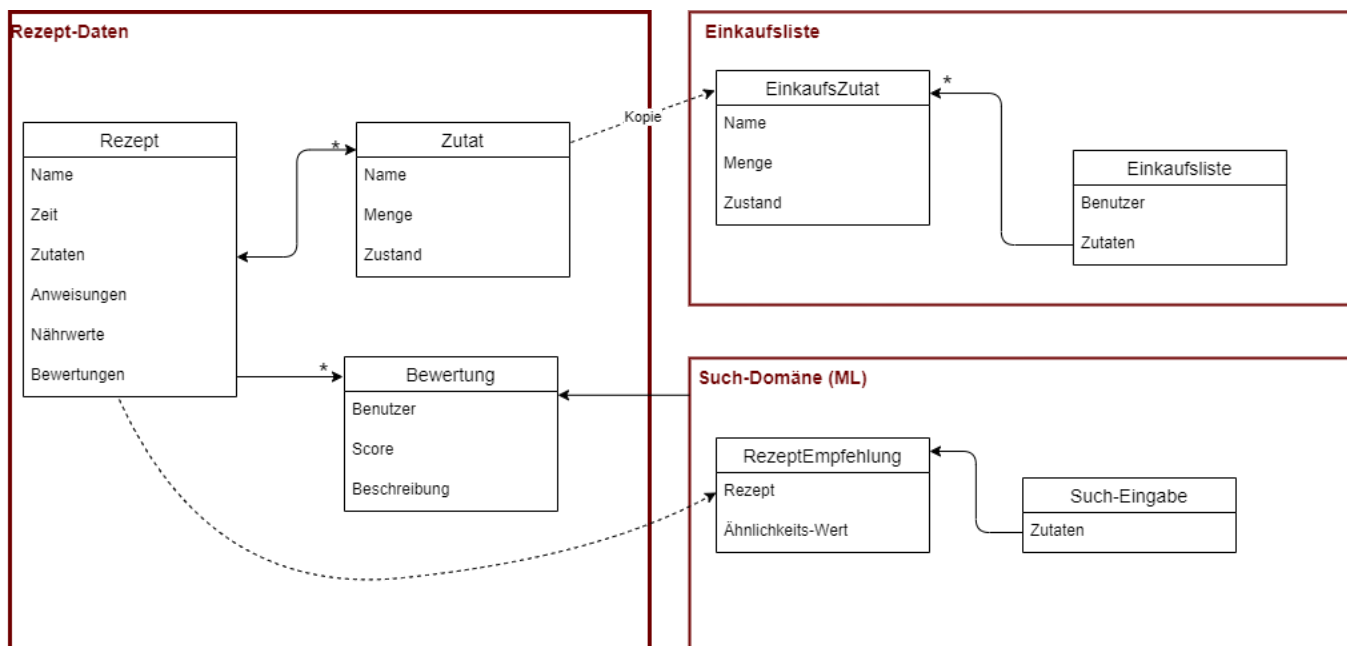 Rezept-Daten
Rezept
Name
Zeit
Zutaten
Anweisungen
Nährwerte
Bewertungen
*
Zutat
Name
Menge
Zustand
*
Bewertung
Benutzer
Score
Beschreibung
Kopie
Einkaufsliste
EinkaufsZutat
Name
Menge
Zustand
*
Einkaufsliste
Benutzer
Zutaten
Such-Domäne (ML)
RezeptEmpfehlung
Rezept
Ähnlichkeits-Wert
Such-Eingabe
Zutaten